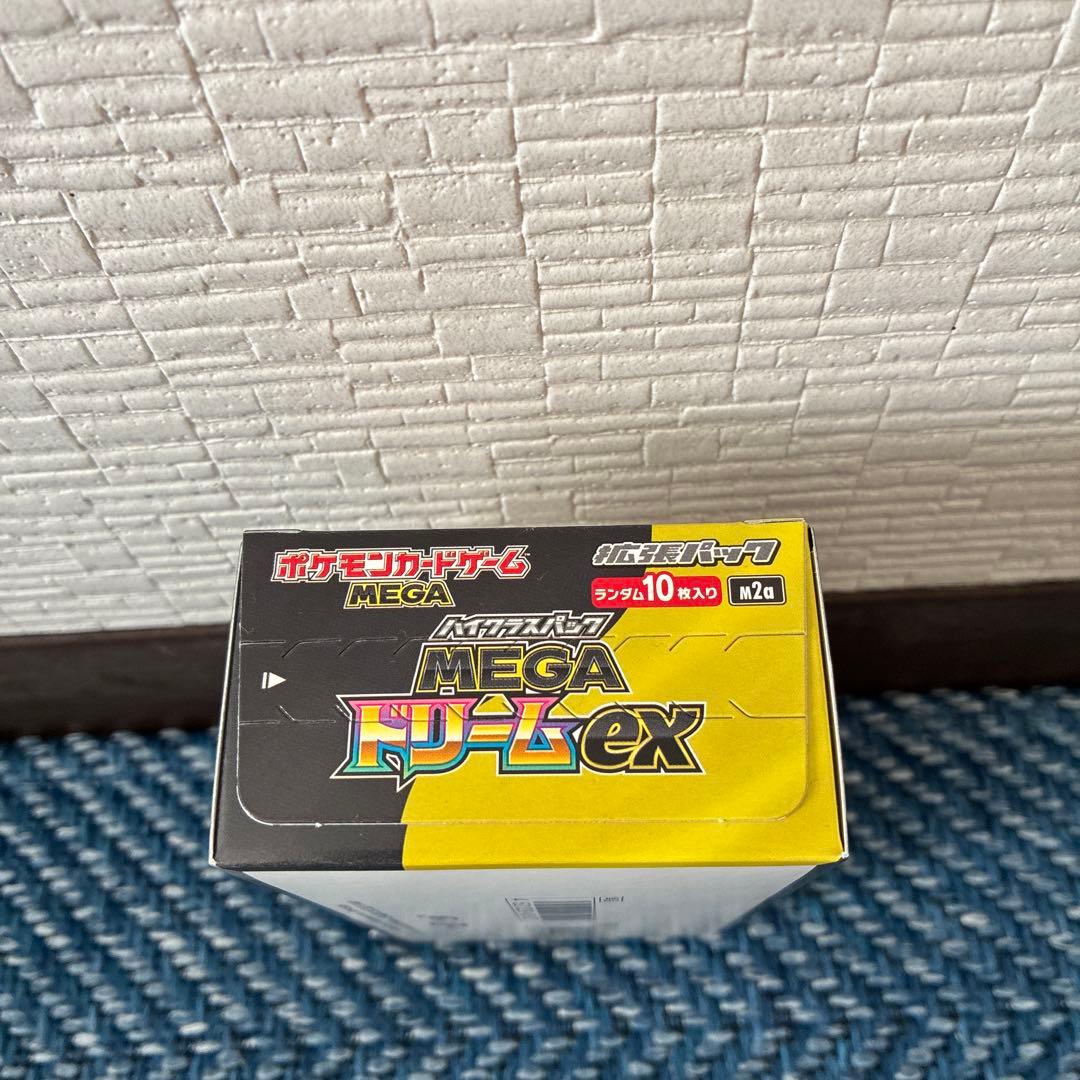 ポケモンカードゲーム
MEGA
拡張パック
ランダム10枚入り
M2a
ハイクラスパック
MEGA
ドリームex